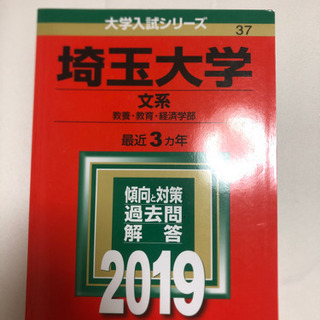 大学入試シリーズ
37
埼玉大学
文系
教養・教育・経済学部
最近3カ年
傾向と対策
過去問
解答
2019